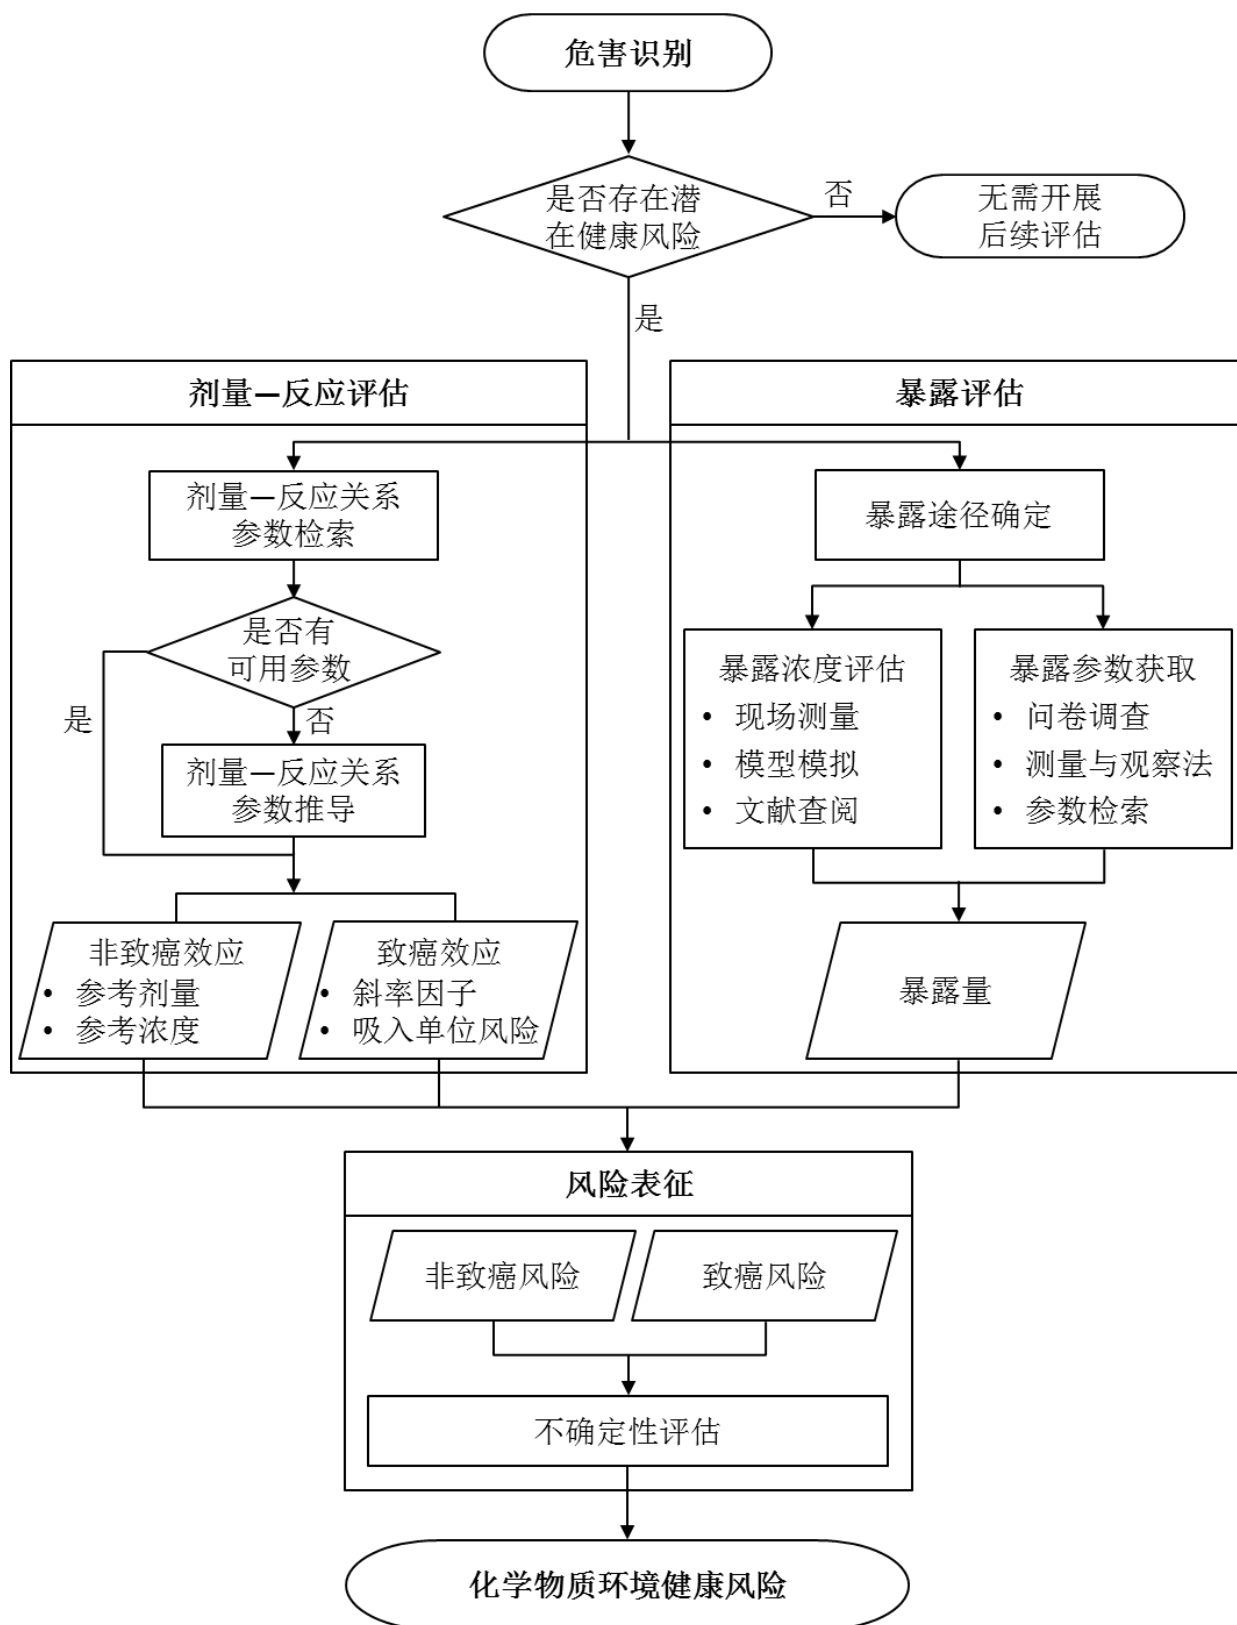 危害识别
是否存在潜
在健康风险
否
无需开展
后续评估
是
剂量—反应评估
剂量—反应关系
参数检索
是否有
可用参数
是
否
剂量—反应关系
参数推导
非致癌效应
• 参考剂量
• 参考浓度
致癌效应
• 斜率因子
• 吸入单位风险
暴露评估
暴露途径确定
暴露浓度评估
• 现场测量
• 模型模拟
• 文献查阅
暴露参数获取
• 问卷调查
• 测量与观察法
• 参数检索
暴露量
风险表征
非致癌风险
致癌风险
不确定性评估
化学物质环境健康风险